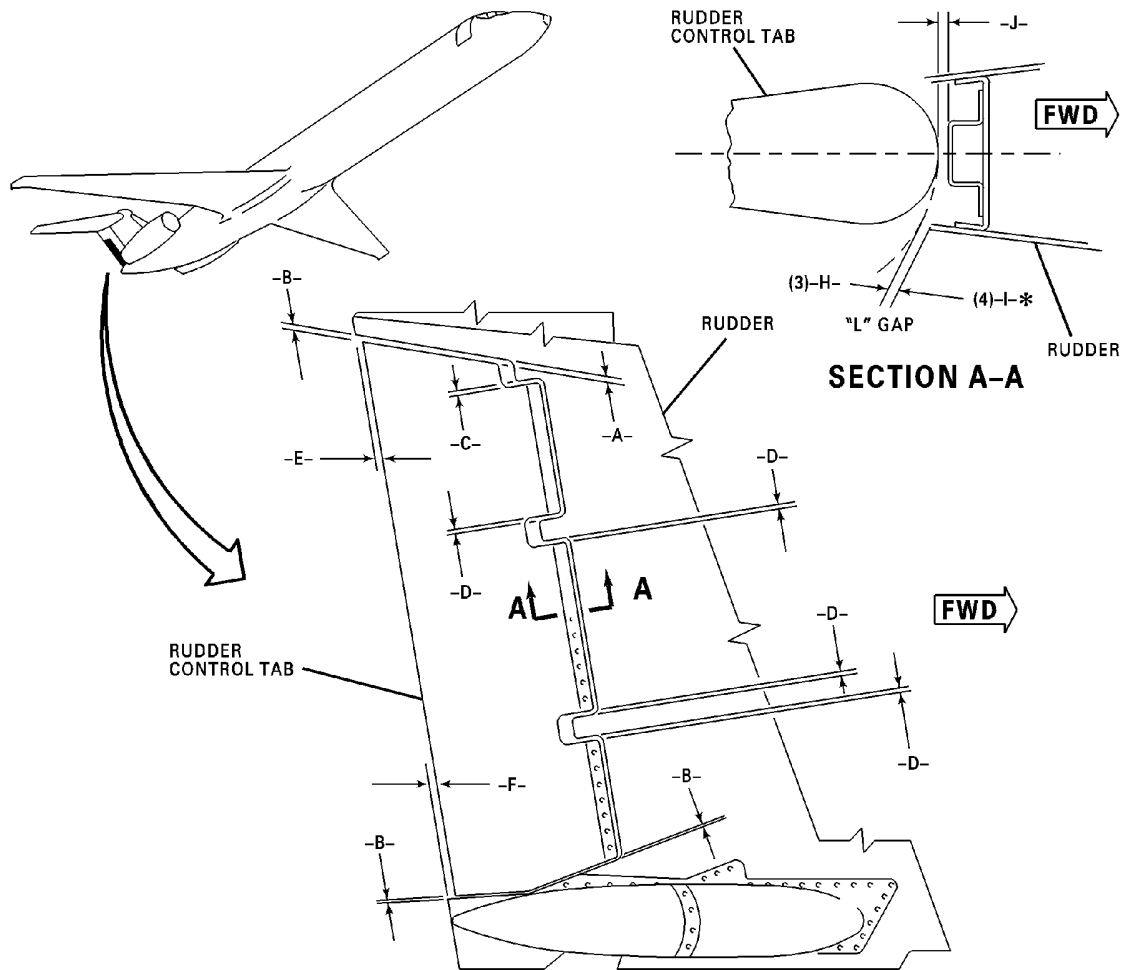 RUDDER
CONTROL TAB
-J-
FWD
(3)-H-
(4)-I-*
"L" GAP
RUDDER
SECTION A-A
-B-
RUDDER
-C-
-A-
-E-
-D-
-D-
A
A
-D-
FWD
RUDDER
CONTROL TAB
-D-
-F-
-B-
-B-